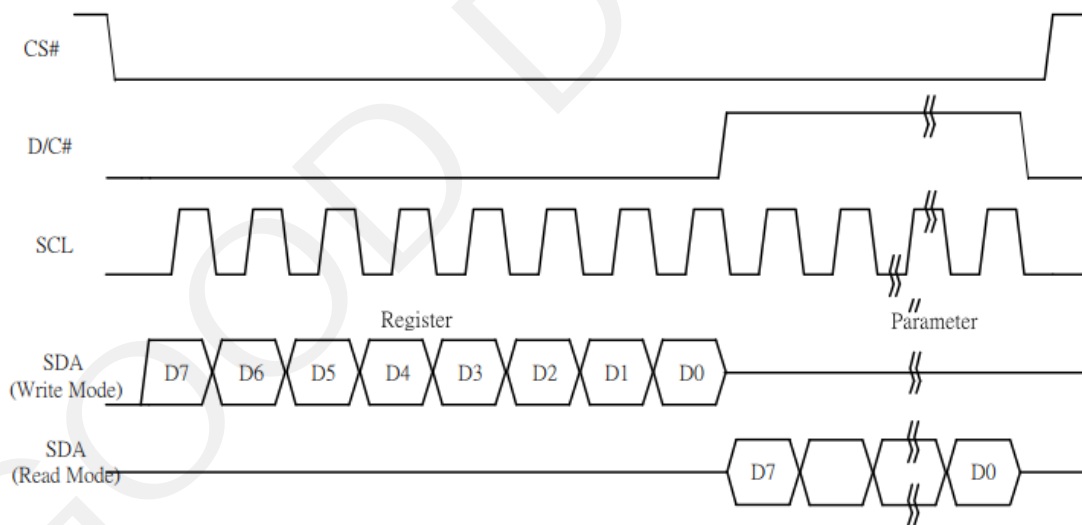 CS#
D/C#
SCL
Register
Parameter
SDA
(Write Mode)
D7 D6 D5 D4 D3 D2 D1 D0
SDA
(Read Mode)
D7 D0
GOOD D